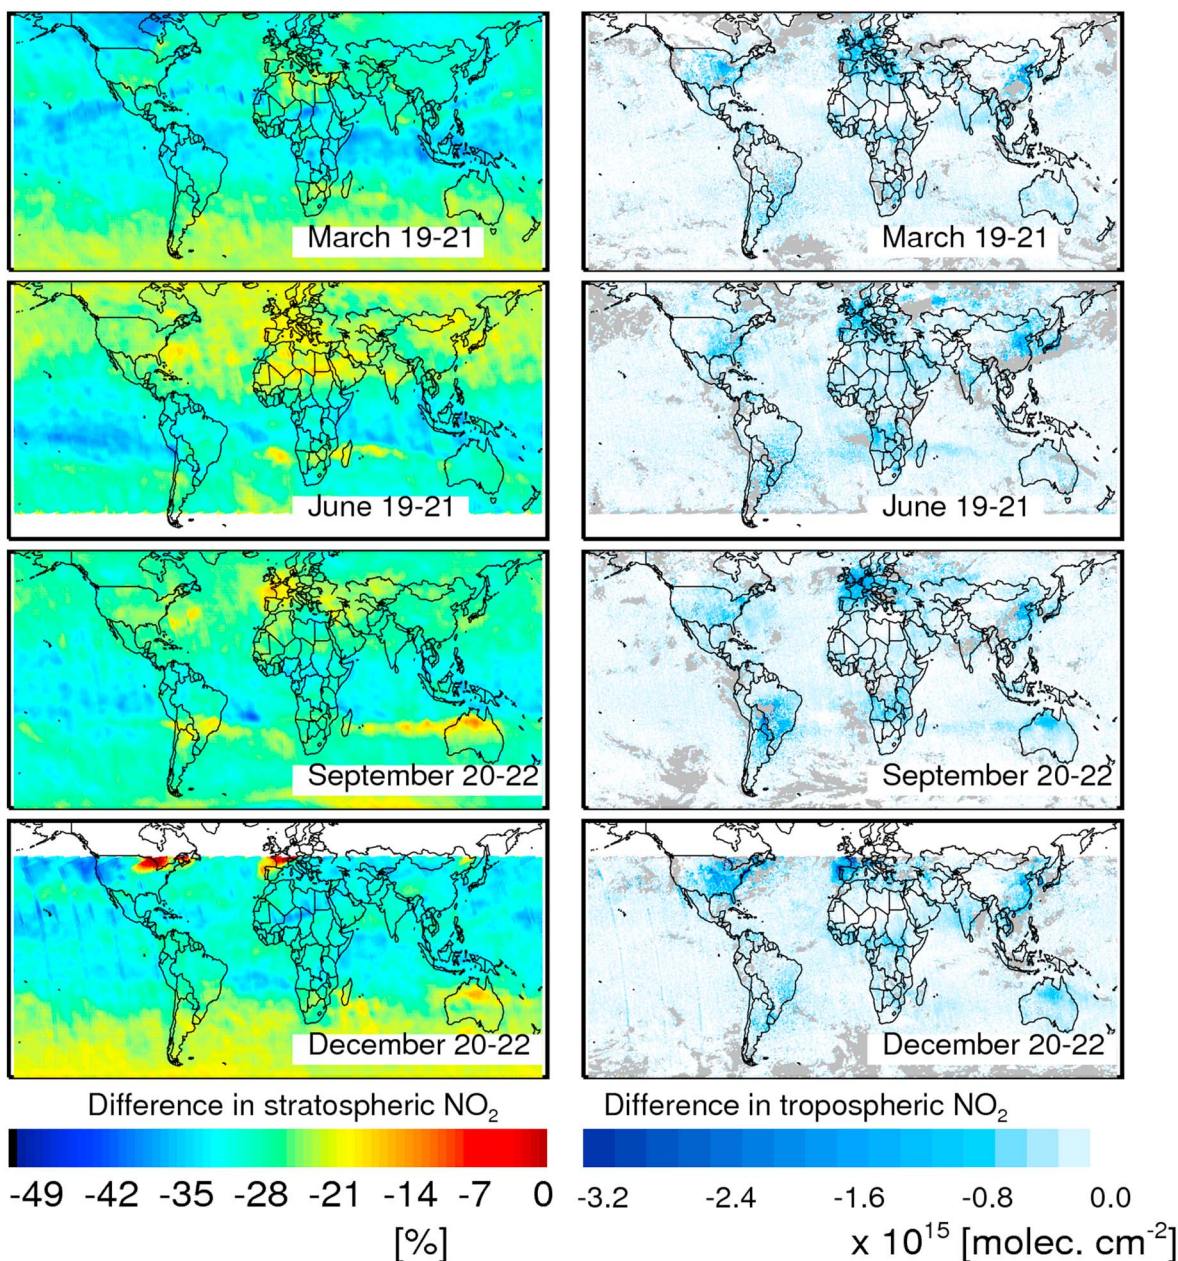 March 19-21 March 19-21
June 19-21 June 19-21
September 20-22 September 20-22
December 20-22 December 20-22
Difference in stratospheric NO₂ Difference in tropospheric NO₂
-49 -42 -35 -28 -21 -14 -7 0 -3.2 -2.4 -1.6 -0.8 0.0
[%] x 10¹⁵ [molec. cm⁻²]